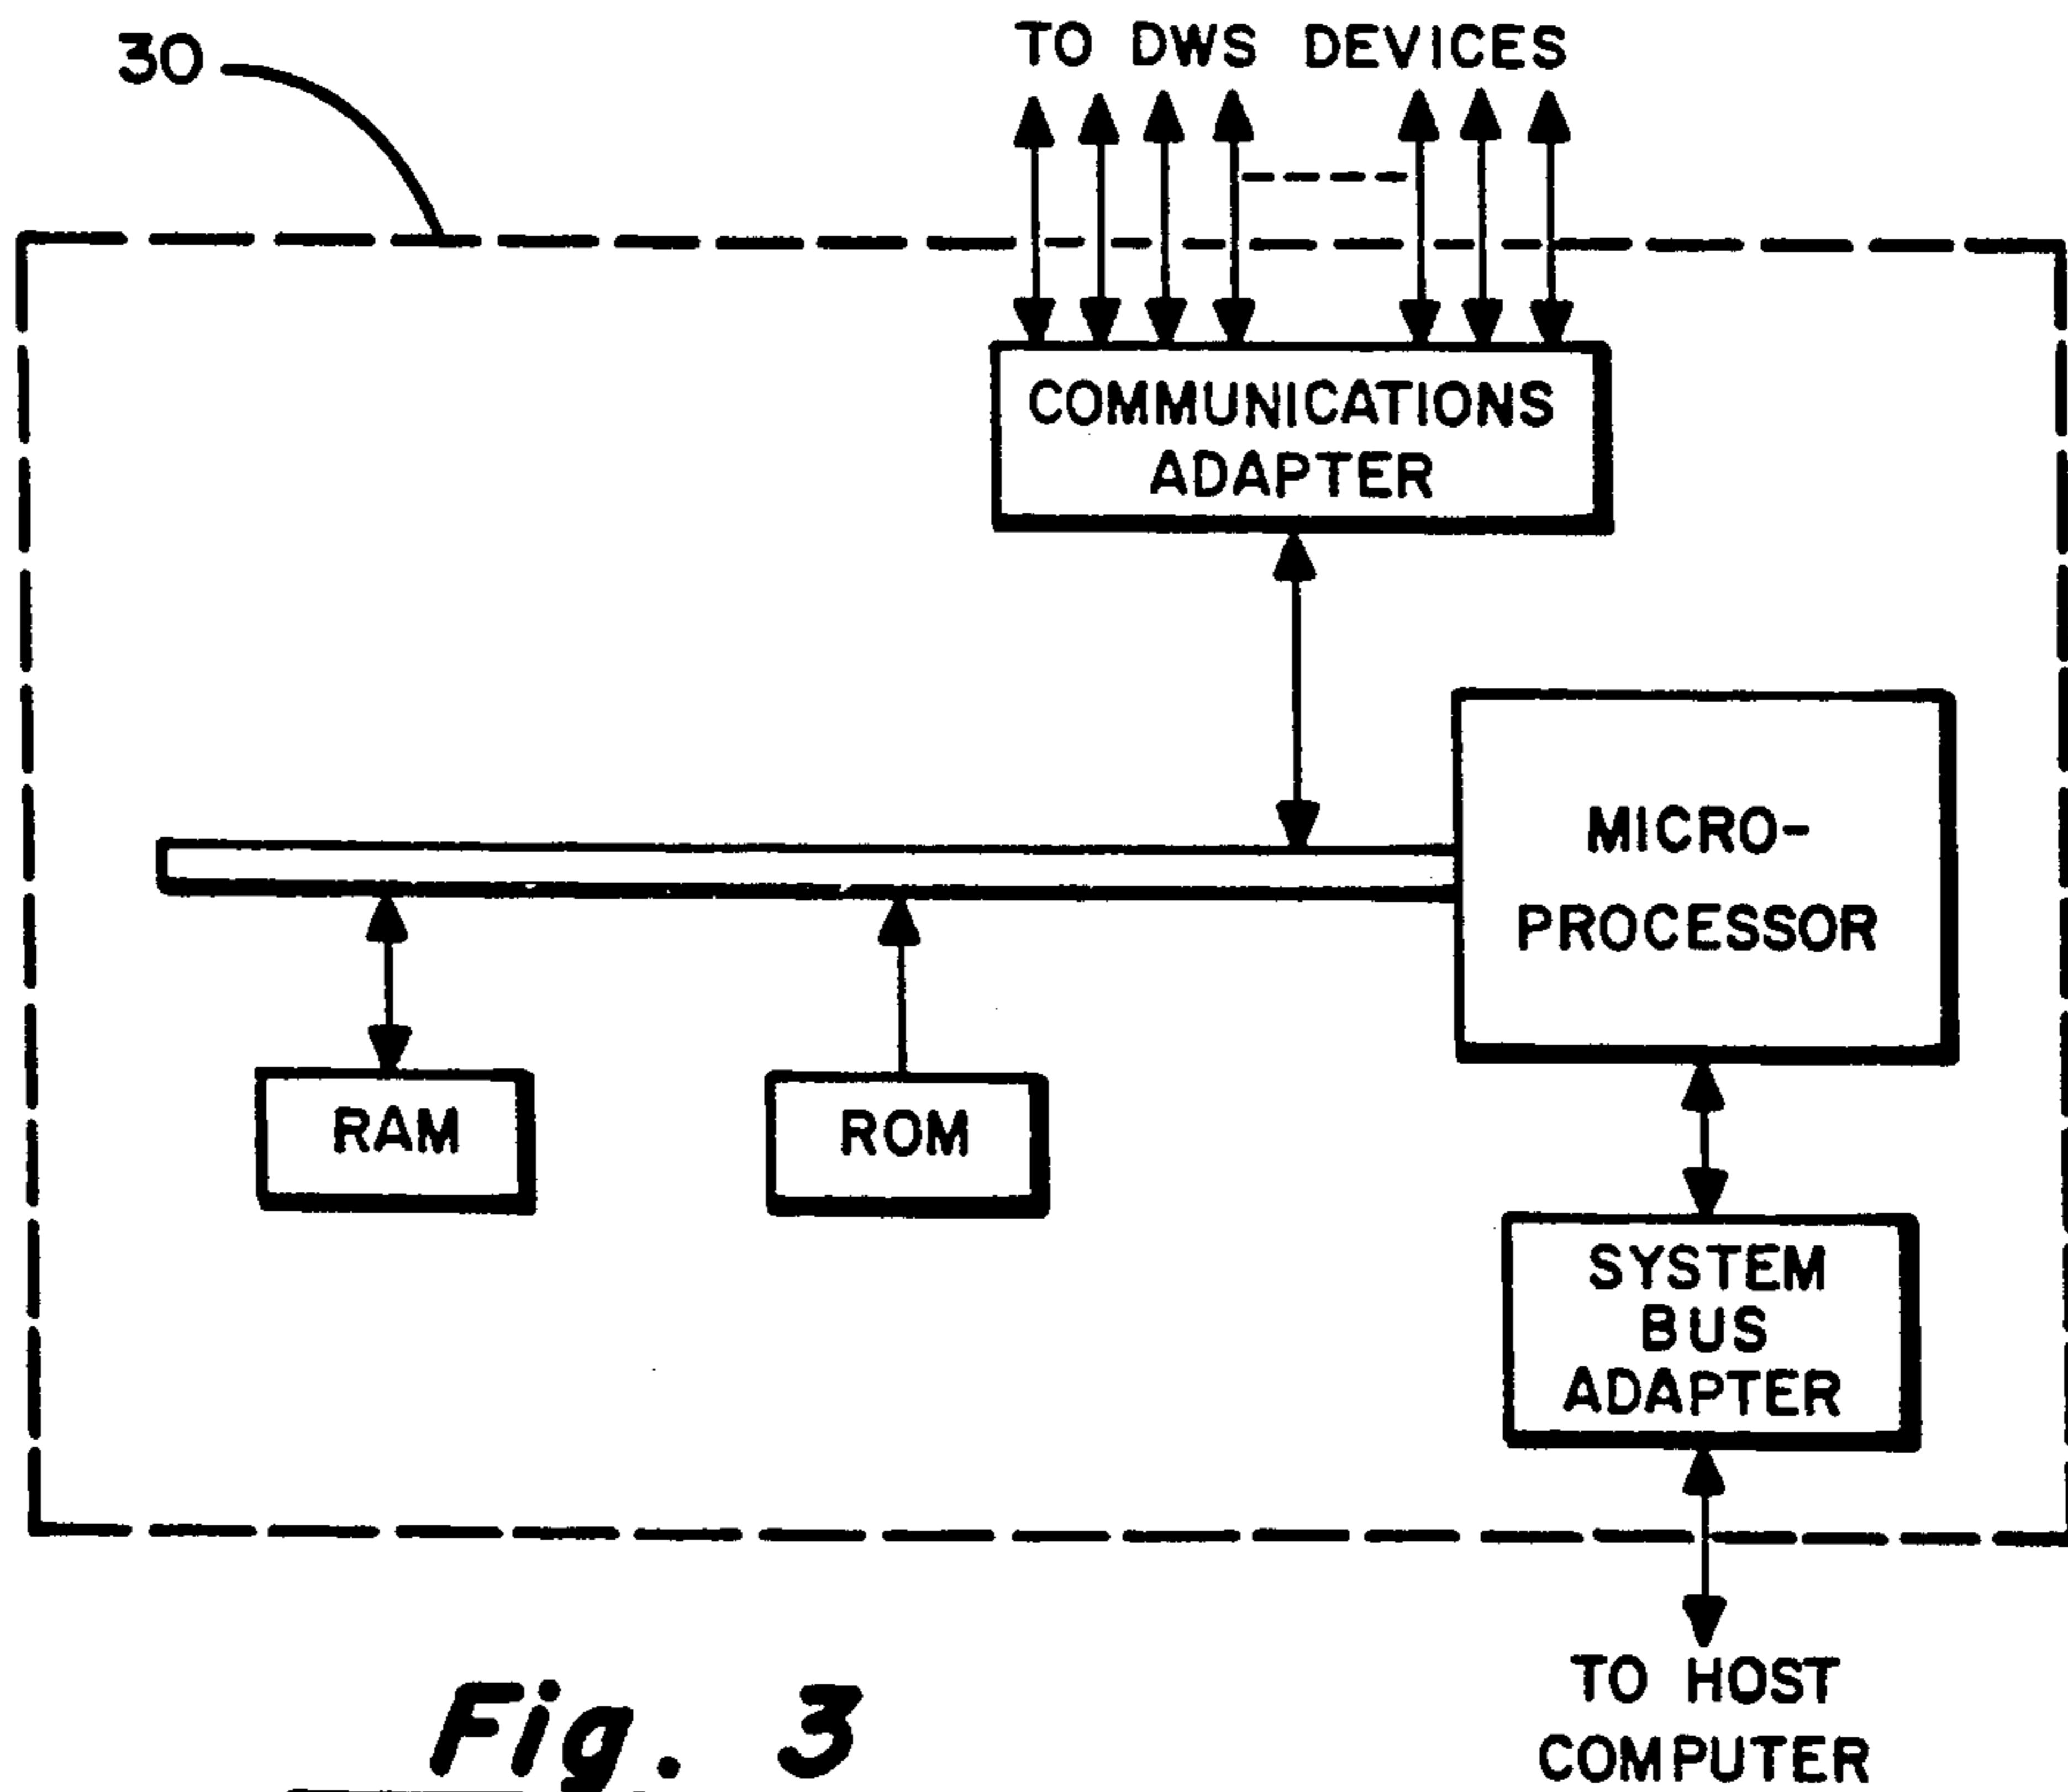 30
TO DWS DEVICES
COMMUNICATIONS
ADAPTER
MICRO-
PROCESSOR
RAM
ROM
SYSTEM
BUS
ADAPTER
TO HOST
COMPUTER
Fig. 3